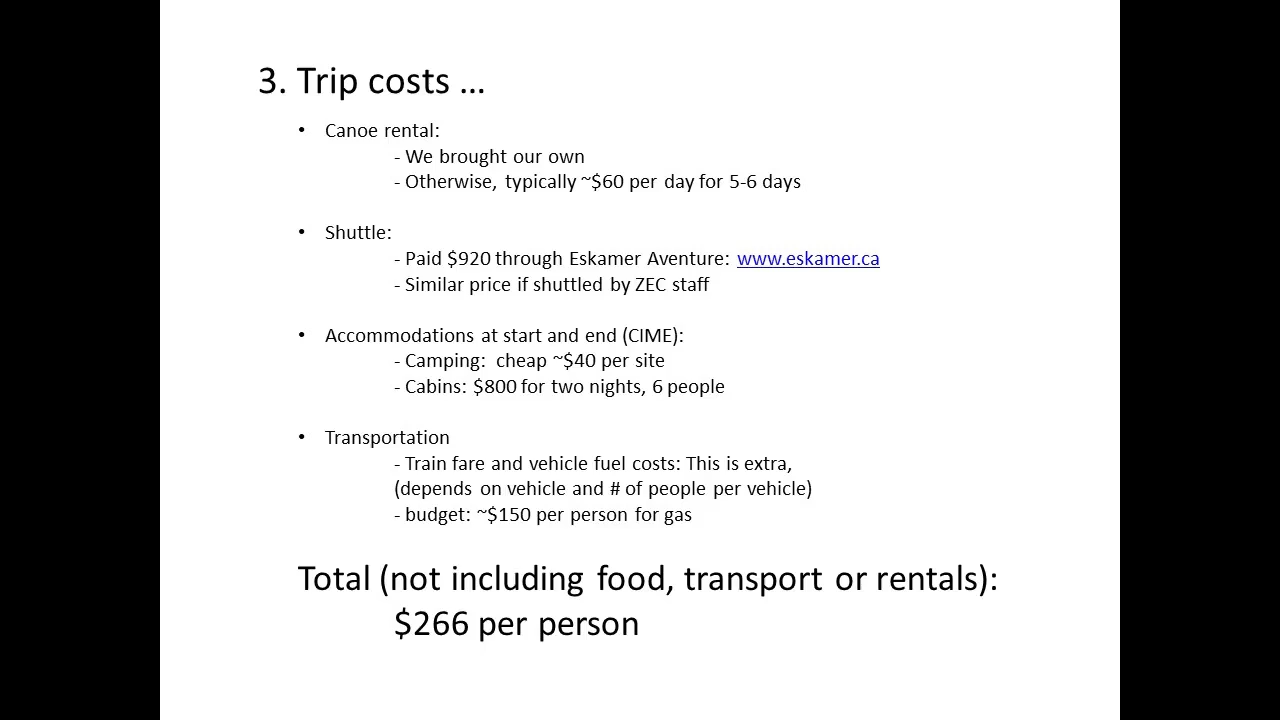 3. Trip costs ...
• Canoe rental:
- We brought our own
- Otherwise, typically ~$60 per day for 5-6 days
• Shuttle:
- Paid $920 through Eskamer Aventure: www.eskamer.ca
- Similar price if shuttled by ZEC staff
• Accommodations at start and end (CIME):
- Camping: cheap ~$40 per site
- Cabins: $800 for two nights, 6 people
• Transportation
- Train fare and vehicle fuel costs: This is extra,
(depends on vehicle and # of people per vehicle)
- budget: ~$150 per person for gas
Total (not including food, transport or rentals):
$266 per person